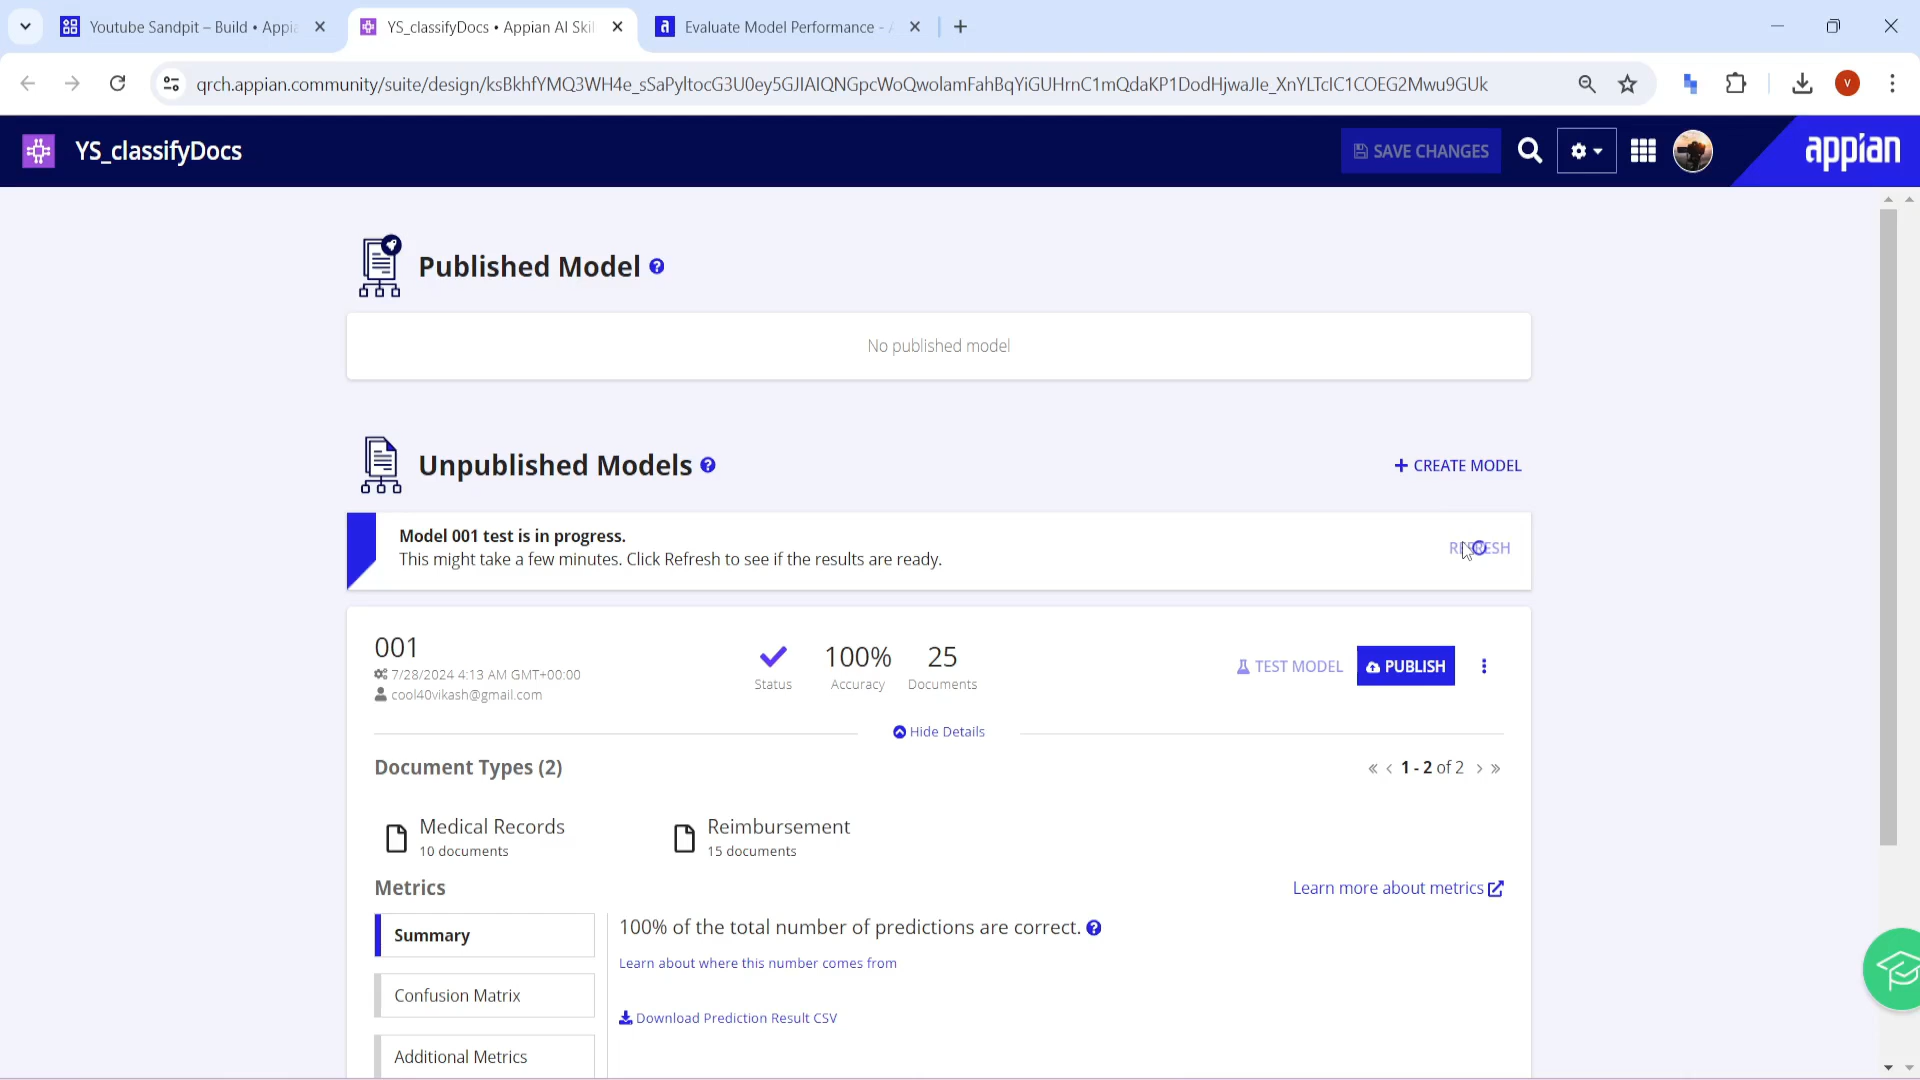 Youtube Sandpit – Build • Appia
YS_classifyDocs • Appian AI Skil
Evaluate Model Performance - A
qrch.appian.community/suite/design/ksBkhfYMQ3WH4e_sSaPyltocG3U0ey5GJIAIQNGpcWoQwolamFahBqYiGUHrnC1mQdaKP1DodHjwaJIe_XnYLTcIC1COEG2Mwu9GUk
V
YS_classifyDocs
SAVE CHANGES
appian
Published Model
No published model
Unpublished Models
+ CREATE MODEL
Model 001 test is in progress.
This might take a few minutes. Click Refresh to see if the results are ready.
REFRESH
001
7/28/2024 4:13 AM GMT+00:00
cool40vikash@gmail.com
Status
100%
Accuracy
25
Documents
TEST MODEL
PUBLISH
Hide Details
Document Types (2)
« < 1 - 2 of 2 > »
Medical Records
10 documents
Reimbursement
15 documents
Metrics
Learn more about metrics
Summary
Confusion Matrix
Additional Metrics
100% of the total number of predictions are correct.
Learn about where this number comes from
Download Prediction Result CSV